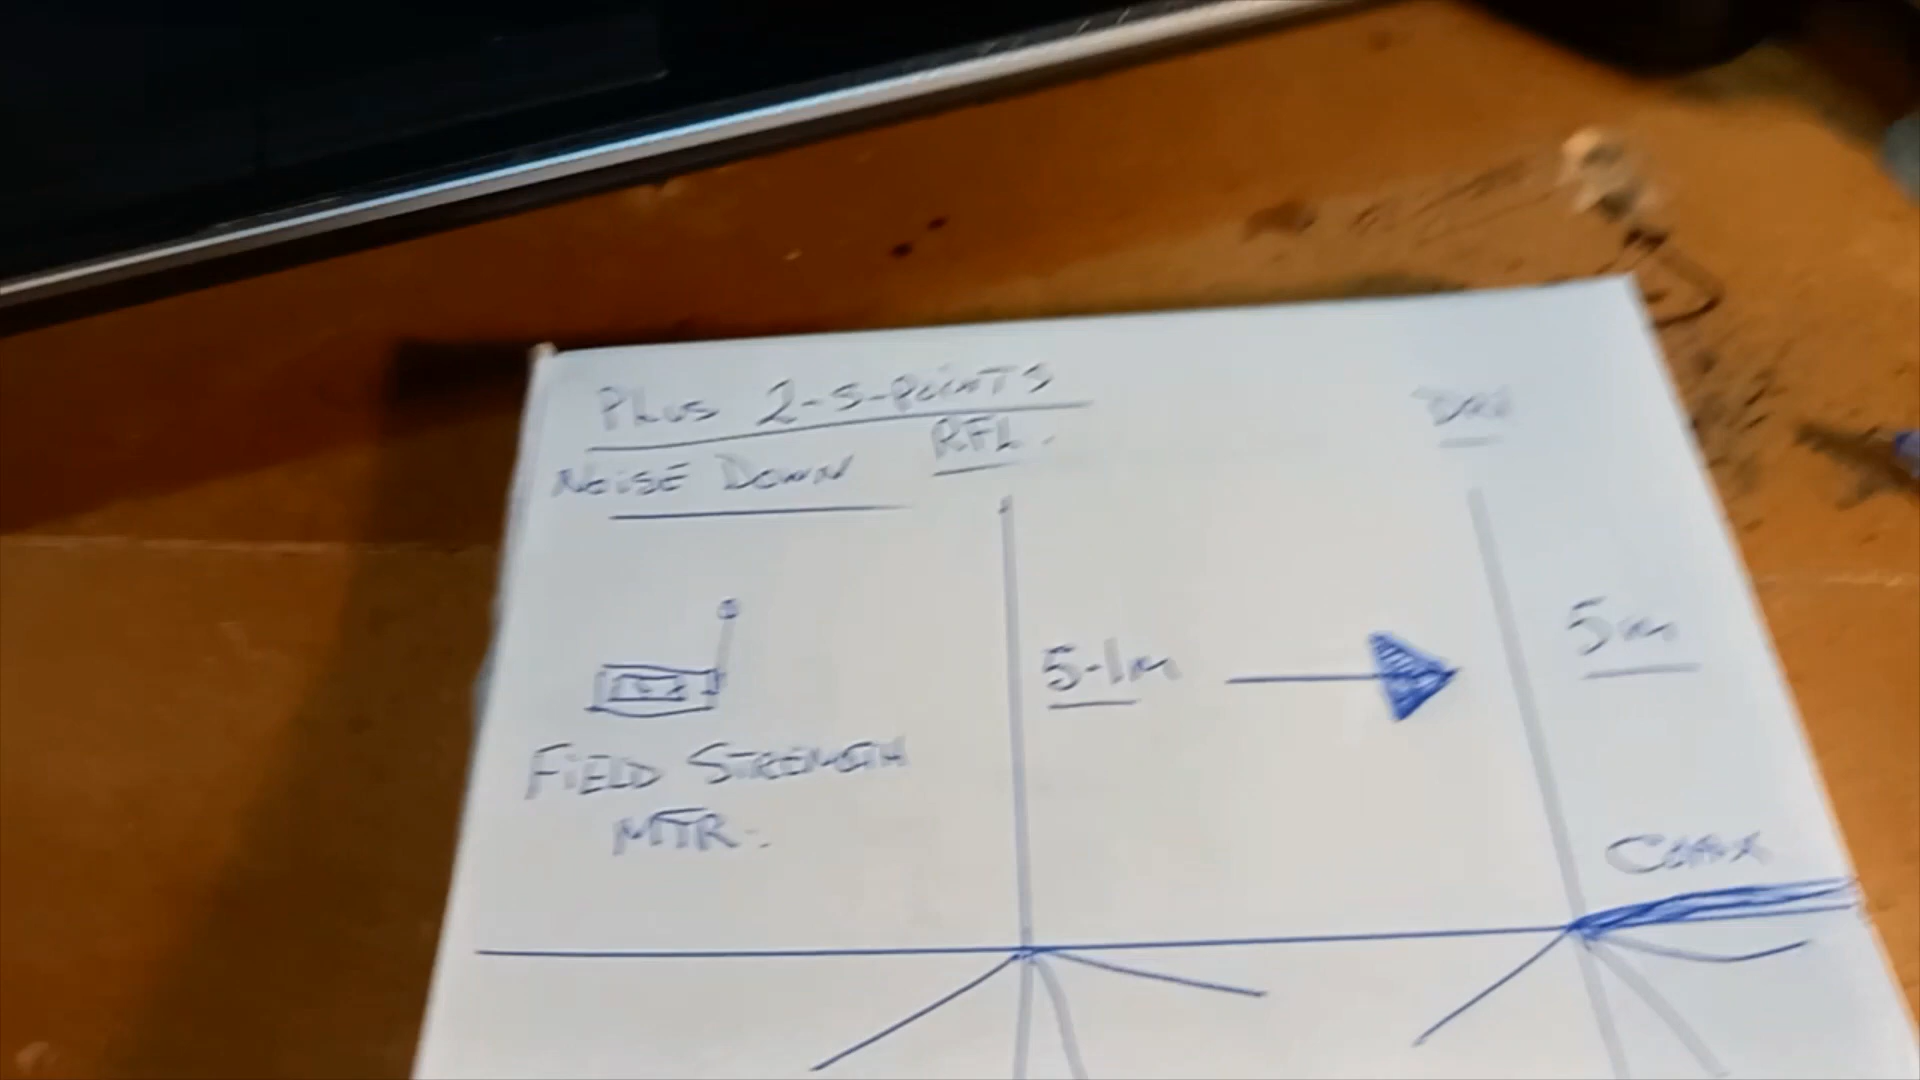 Plus 2-S-Points
RFL.
NOISE DOWN
5.1m
5m
FIELD STRENGTH
MTR.
COAX